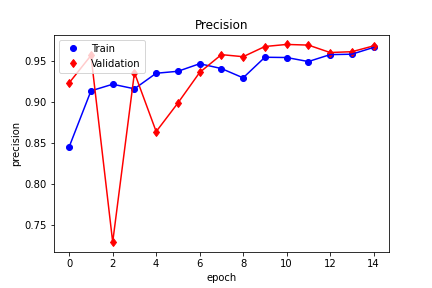 Precision
Train
Validation
precision
0.95
0.90
0.85
0.80
0.75
0 2 4 6 8 10 12 14
epoch